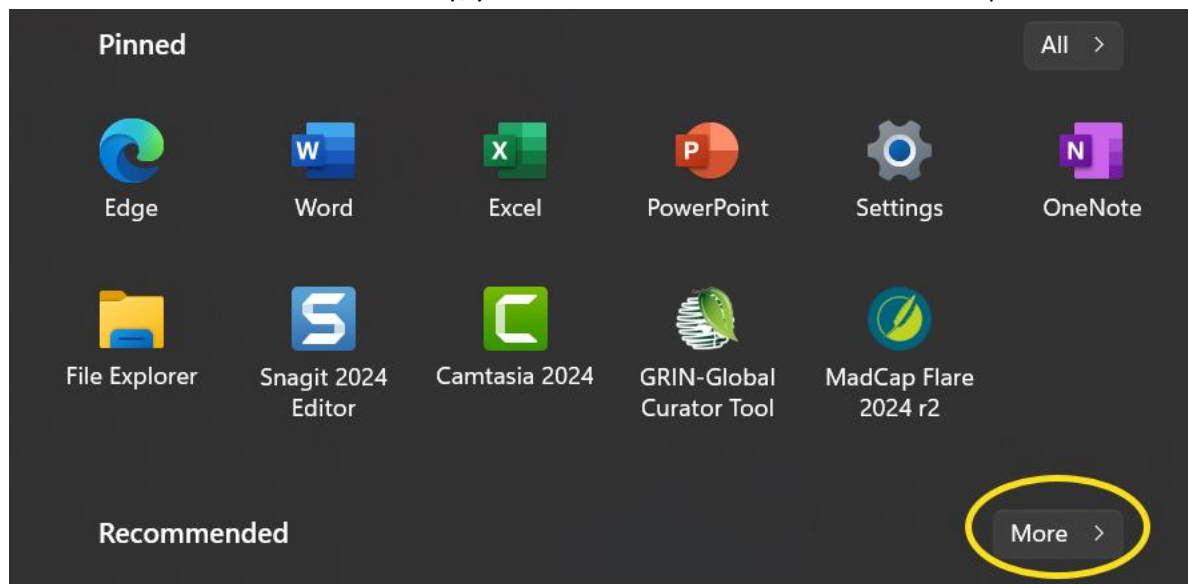 Pinned
All >
Edge
Word
Excel
PowerPoint
Settings
OneNote
File Explorer
Snagit 2024
Editor
Camtasia 2024
GRIN-Global
Curator Tool
MadCap Flare
2024 r2
Recommended
More >